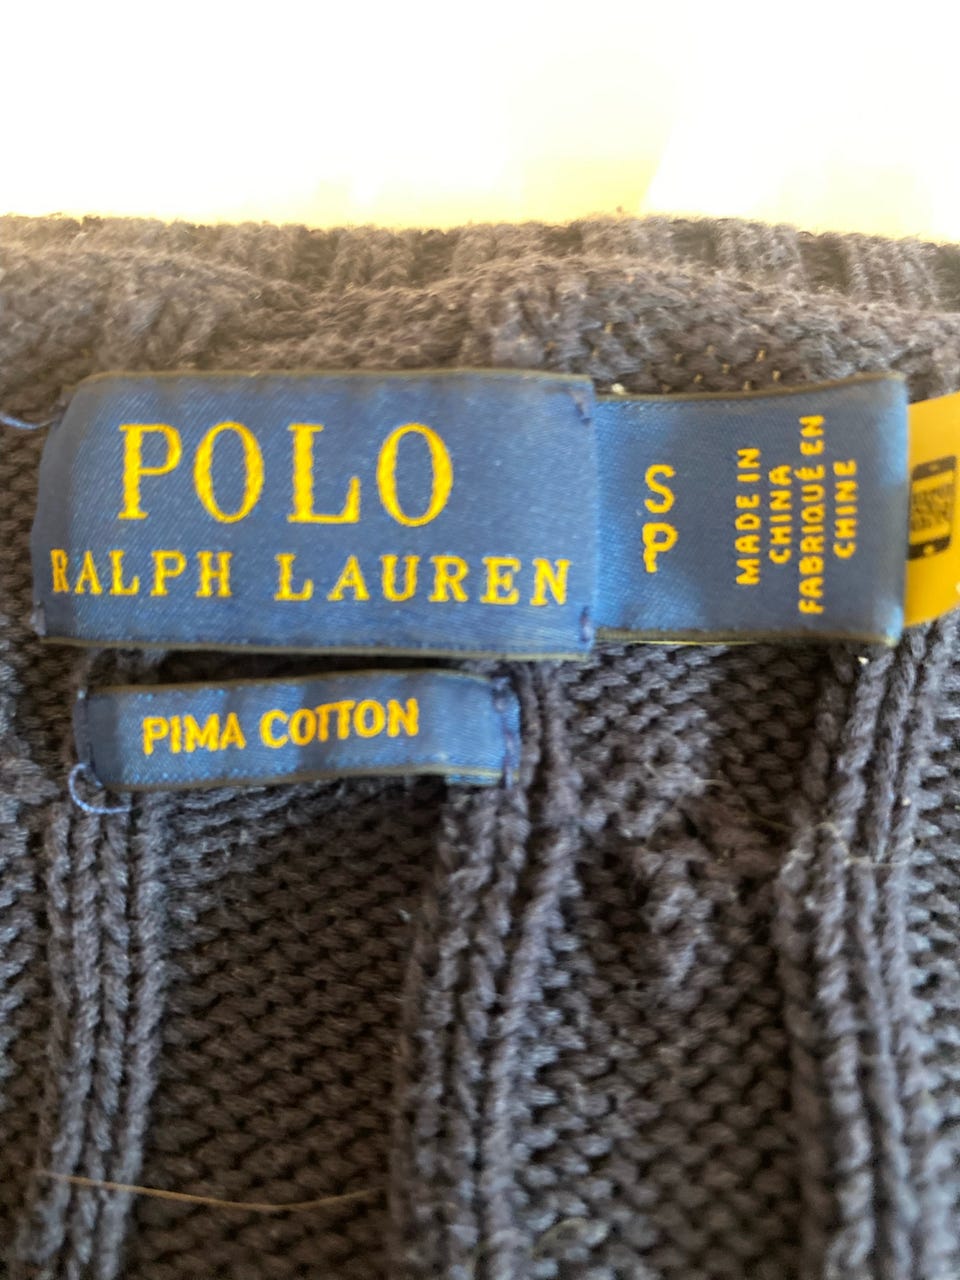 POLO
RALPH LAUREN
S
P
MADE IN
CHINA
FABRIQUÉ EN
CHINE
PIMA COTTON